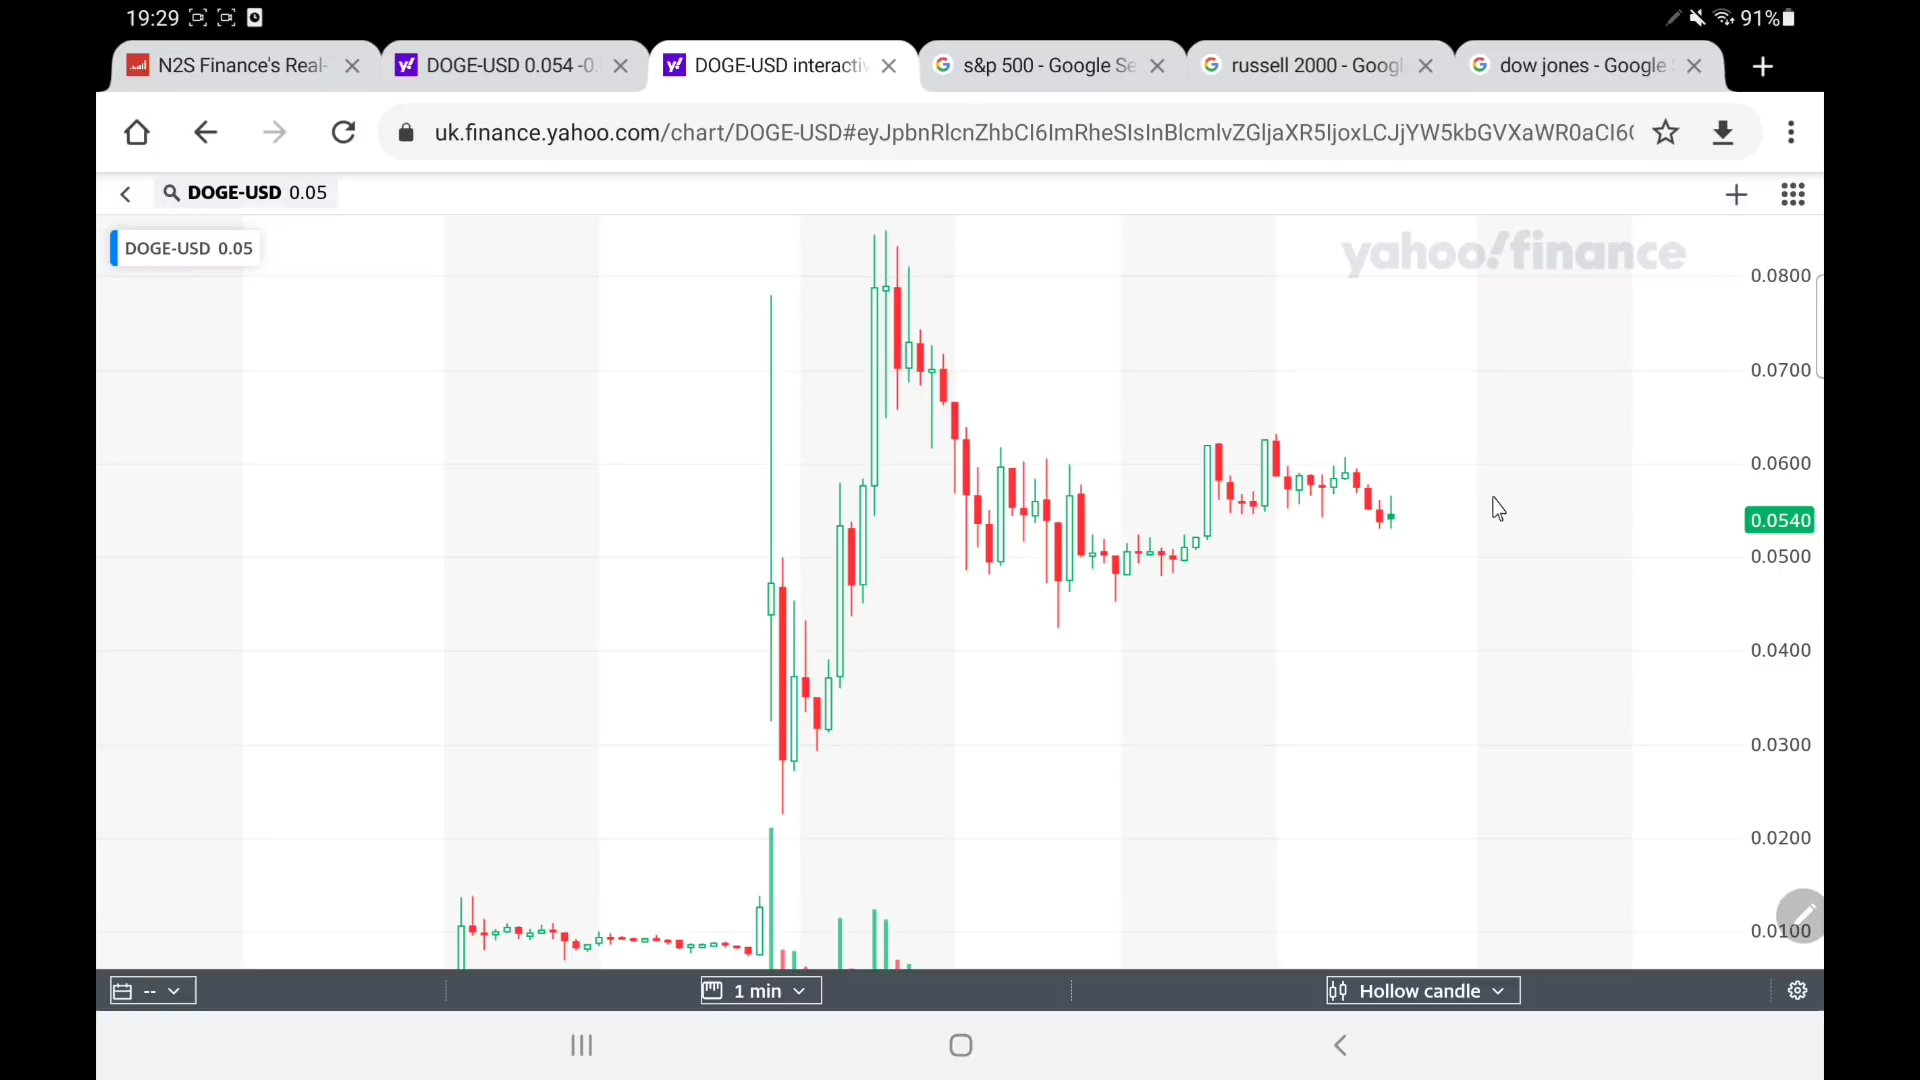 19:29
91%
N2S Finance's Real-
DOGE-USD 0.054 -0.
DOGE-USD interactiv
s&p 500 - Google Se
russell 2000 - Googl
dow jones - Google
uk.finance.yahoo.com/chart/DOGE-USD#eyJpbnRlcnZhbCI6ImRheSIsInBlcmlvZGljaXR5IjoxLCJjYW5kbGVXaWR0aCI6
DOGE-USD 0.05
DOGE-USD 0.05
yahoo!finance
0.0800
0.0700
0.0600
0.0540
0.0500
0.0400
0.0300
0.0200
0.0100
--
1 min
Hollow candle